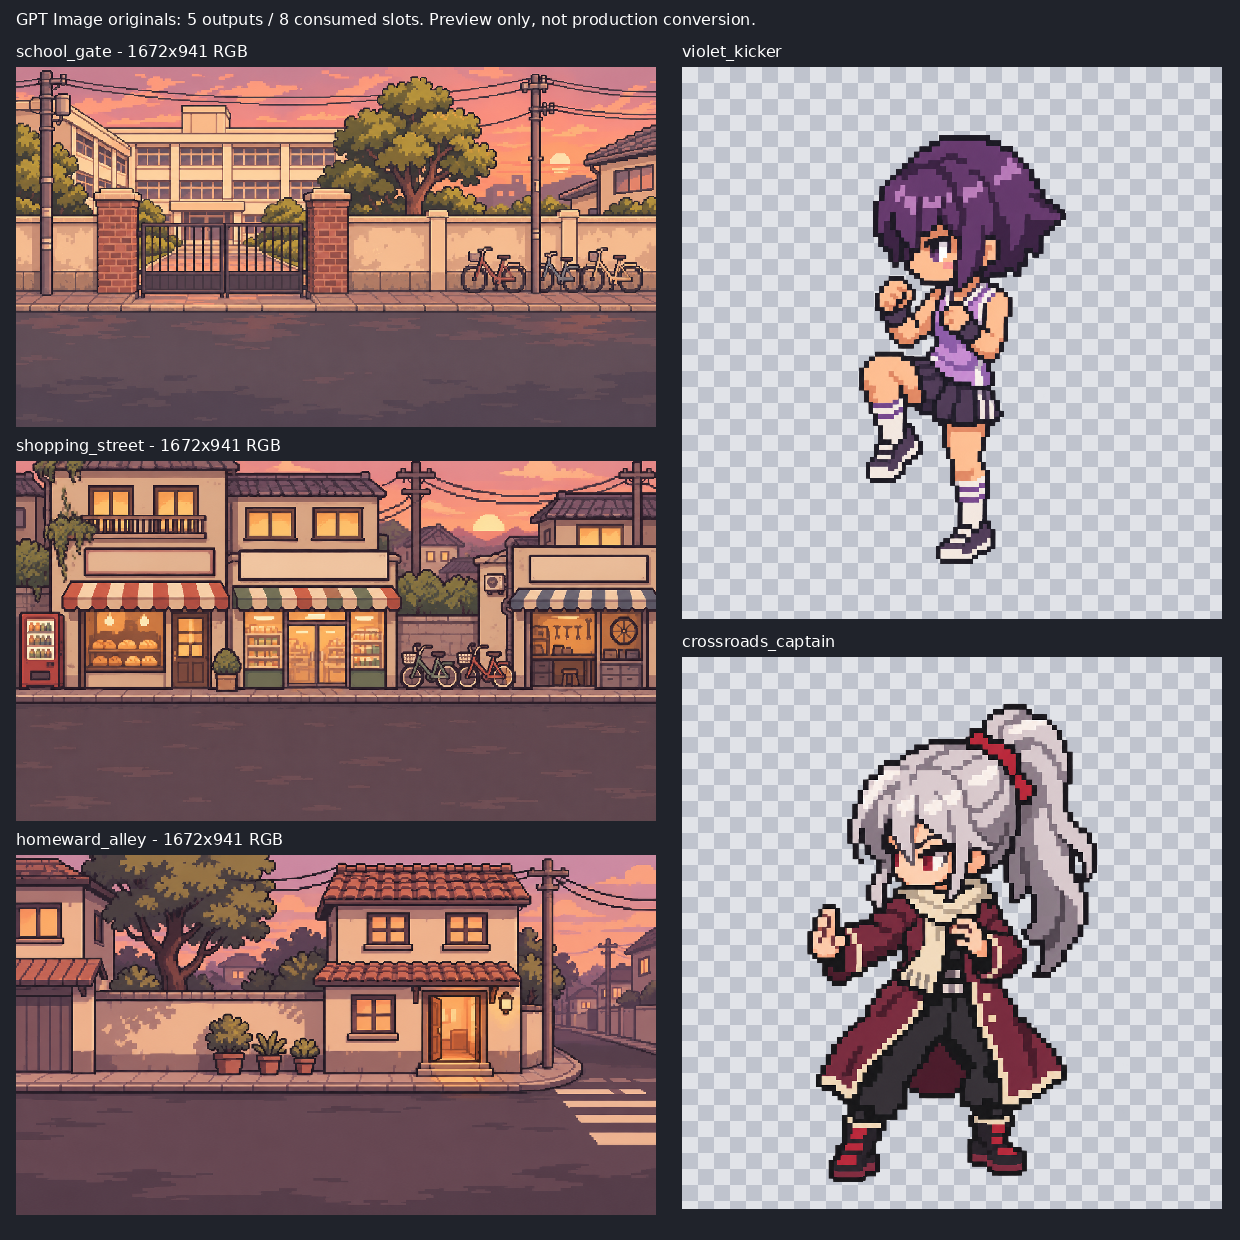 GPT Image originals: 5 outputs / 8 consumed slots. Preview only, not production conversion.
school_gate - 1672x941 RGB
violet_kicker
shopping_street - 1672x941 RGB
crossroads_captain
homeward_alley - 1672x941 RGB